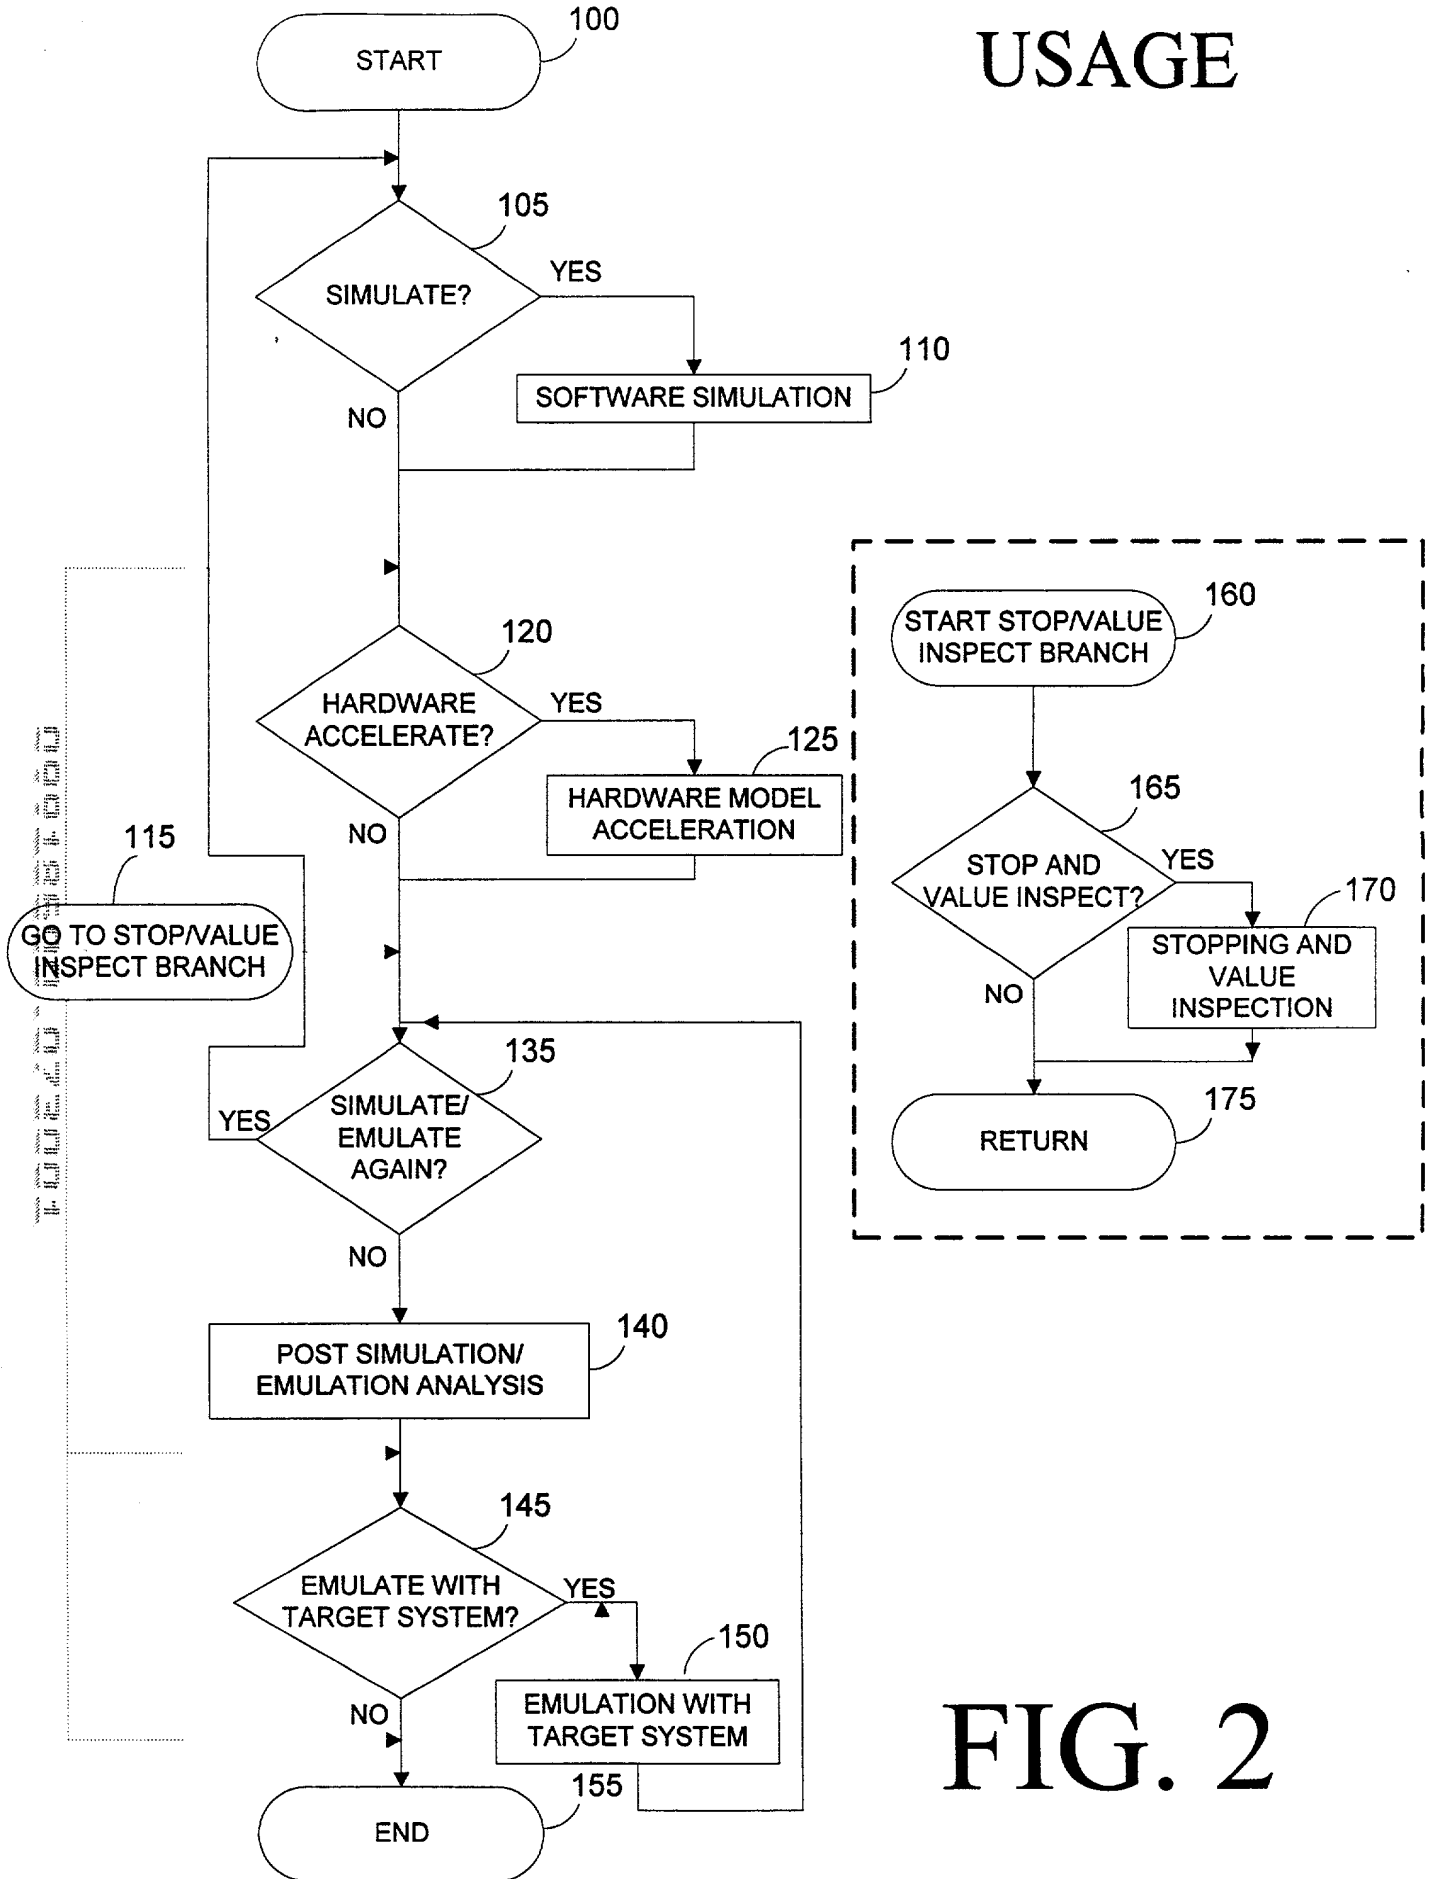 USAGE
100
START
105
SIMULATE?
YES
NO
110
SOFTWARE SIMULATION
120
HARDWARE
ACCELERATE?
YES
NO
125
HARDWARE MODEL
ACCELERATION
115
GO TO STOP/VALUE
INSPECT BRANCH
135
SIMULATE/
EMULATE
AGAIN?
YES
NO
140
POST SIMULATION/
EMULATION ANALYSIS
145
EMULATE WITH
TARGET SYSTEM?
YES
NO
150
EMULATION WITH
TARGET SYSTEM
155
END
160
START STOP/VALUE
INSPECT BRANCH
165
STOP AND
VALUE INSPECT?
YES
NO
170
STOPPING AND
VALUE
INSPECTION
175
RETURN
FIG. 2